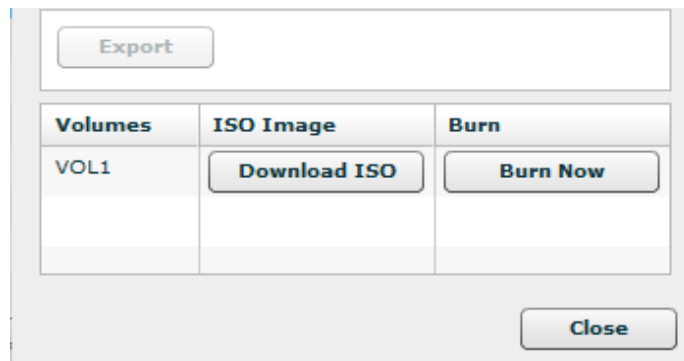 Export
Volumes ISO Image Burn
VOL1 Download ISO Burn Now
Close